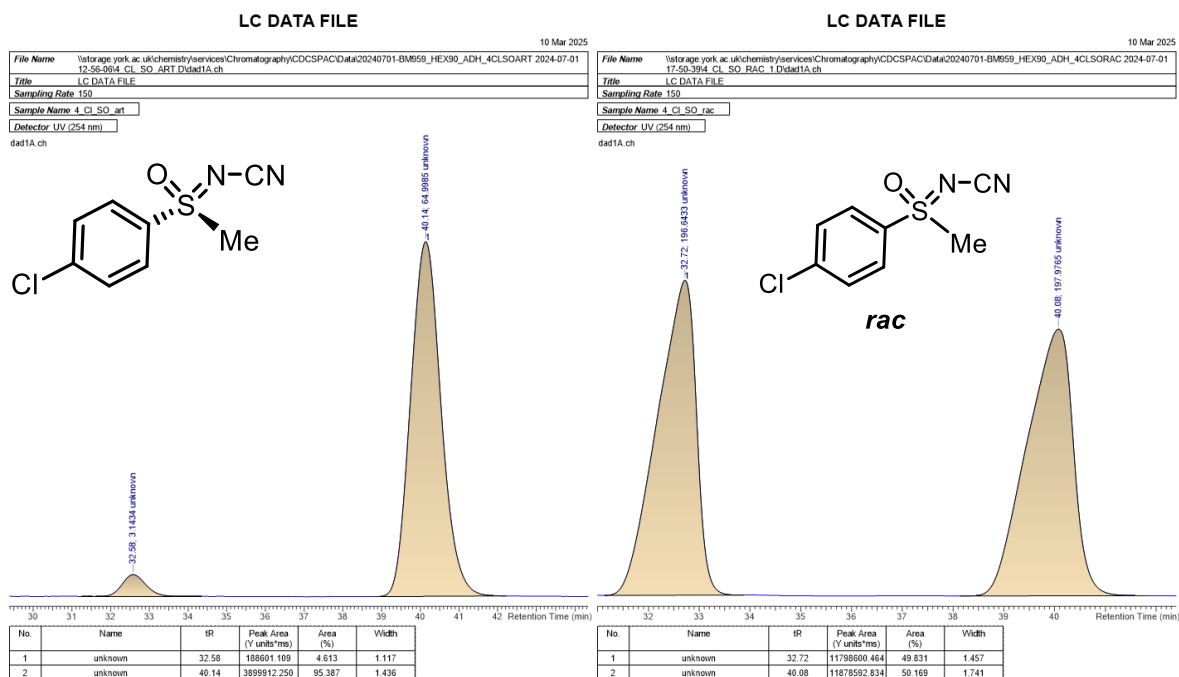 LC DATA FILE
10 Mar 2025
File Name \\storage.york.ac.uk\chemistry\services\Chromatography\CDCSPAC\Data\20240701-BM959_HEX90_ADH_4CLSOART 2024-07-01
12-56-06\4_CL_SO_ART.D\dad1A.ch
Title LC DATA FILE
Sampling Rate 150
Sample Name 4_Cl_SO_art
Detector UV (254 nm)
dad1A.ch
O
N-CN
S
Me
Cl
32.58; 3.1434 unknown
40.14; 64.9985 unknown
30 31 32 33 34 35 36 37 38 39 40 41 42 Retention Time (min)
No. Name tR Peak Area (Y units*ms) Area (%) Width
1 unknown 32.58 188601.109 4.613 1.117
2 unknown 40.14 3899912.250 95.387 1.436
LC DATA FILE
10 Mar 2025
File Name \\storage.york.ac.uk\chemistry\services\Chromatography\CDCSPAC\Data\20240701-BM959_HEX90_ADH_4CLSORAC 2024-07-01
17-50-39\4_CL_SO_RAC_1.D\dad1A.ch
Title LC DATA FILE
Sampling Rate 150
Sample Name 4_Cl_SO_rac
Detector UV (254 nm)
dad1A.ch
32.72; 196.6433 unknown
O
N-CN
S
Me
Cl
rac
40.08; 197.9765 unknown
32 33 34 35 36 37 38 39 40 Retention Time (min)
No. Name tR Peak Area (Y units*ms) Area (%) Width
1 unknown 32.72 11798600.464 49.831 1.457
2 unknown 40.08 11878592.834 50.169 1.741